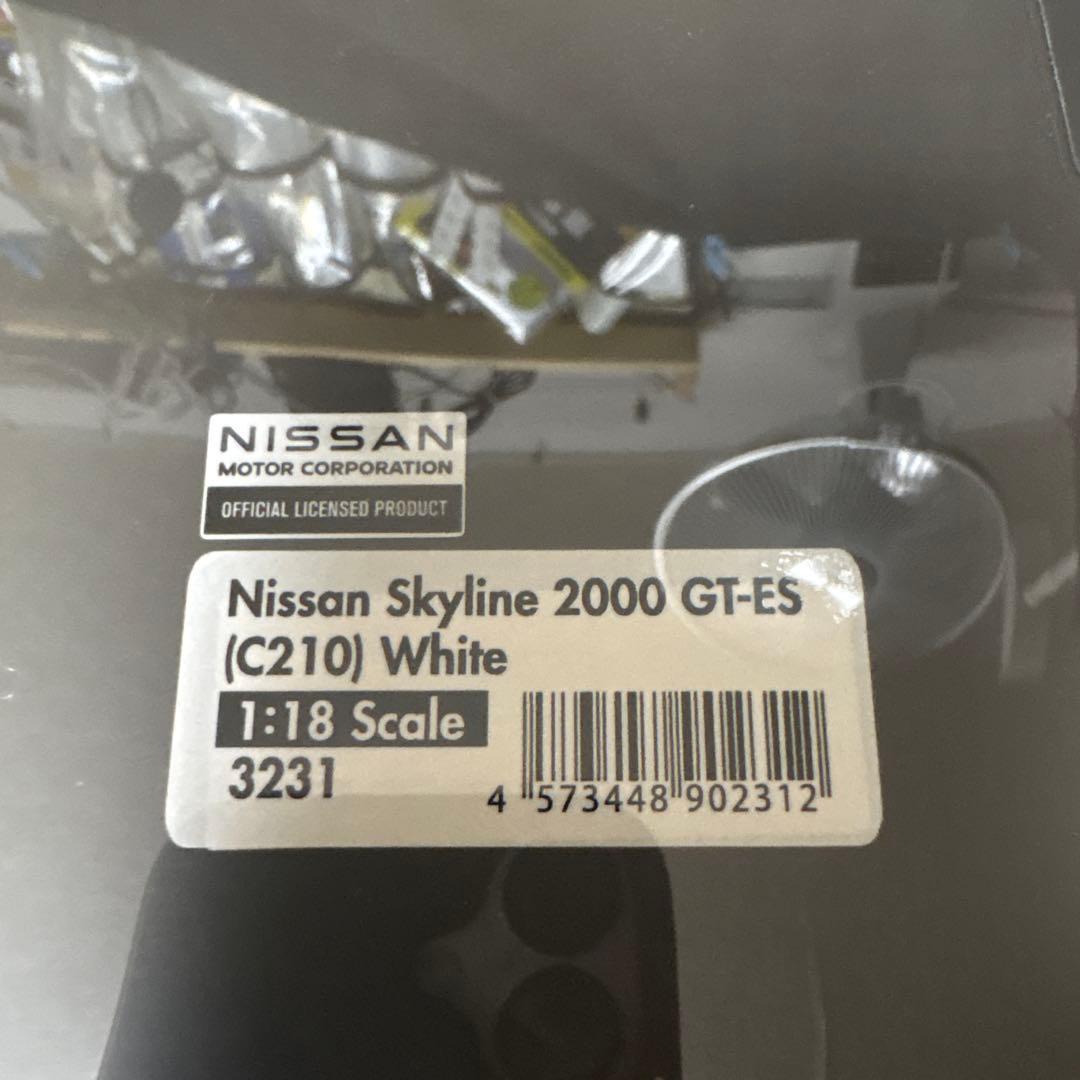 NISSAN
MOTOR CORPORATION
OFFICIAL LICENSED PRODUCT
Nissan Skyline 2000 GT-ES
(C210) White
1:18 Scale
3231
4 573448 902312